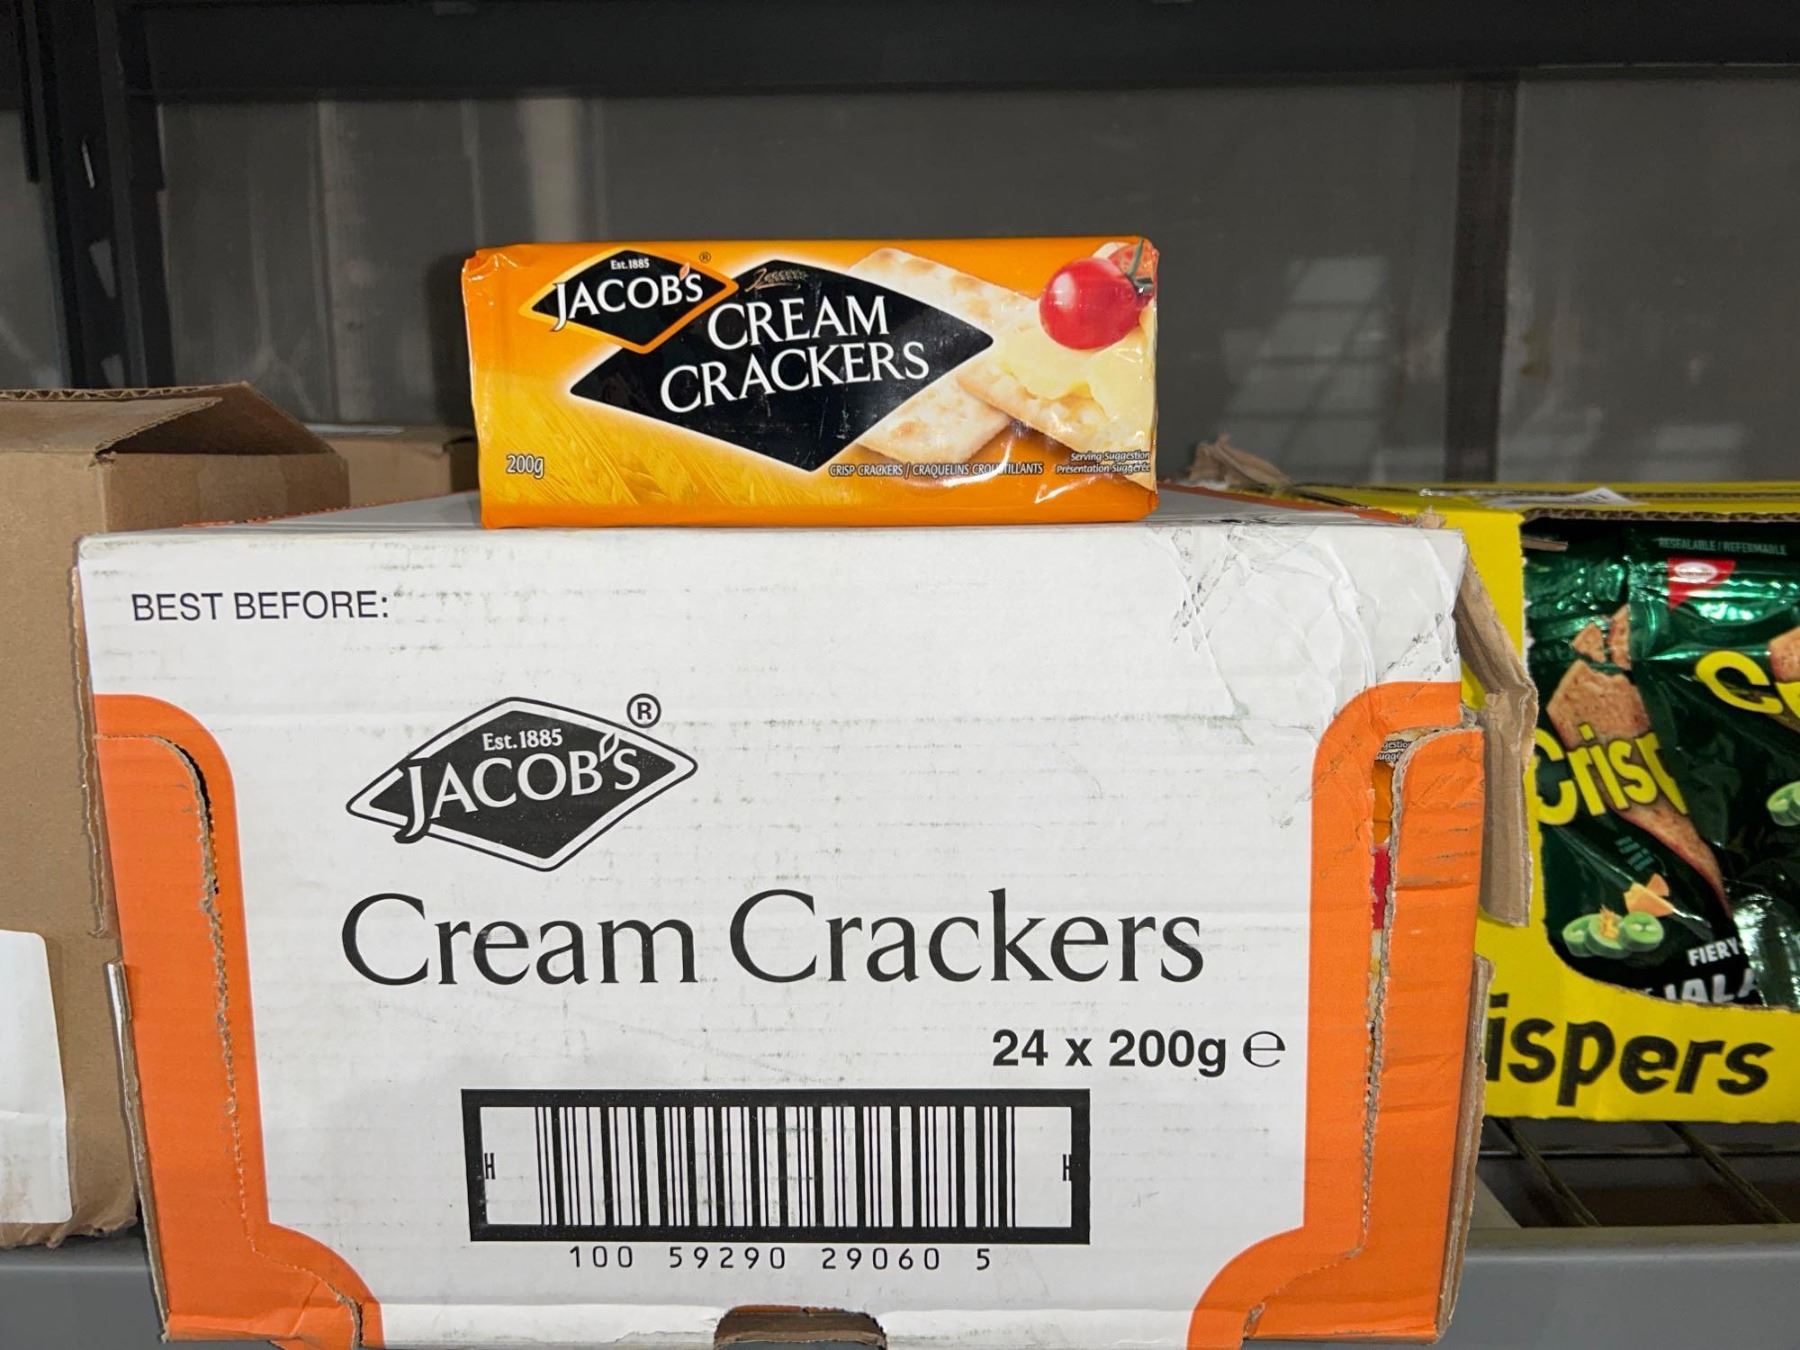 Est. 1885
JACOB'S ®
CREAM
CRACKERS
200g
CRISP CRACKERS / CRAQUELINS CROUSTILLANTS
Serving Suggestion
Présentation Suggérée
BEST BEFORE:
Est. 1885
JACOB'S ®
Cream Crackers
24 x 200g ℮
H H
100 59290 29060 5
RESEALABLE / REFERMABLE
Crisp
FIERY
JALA
ispers